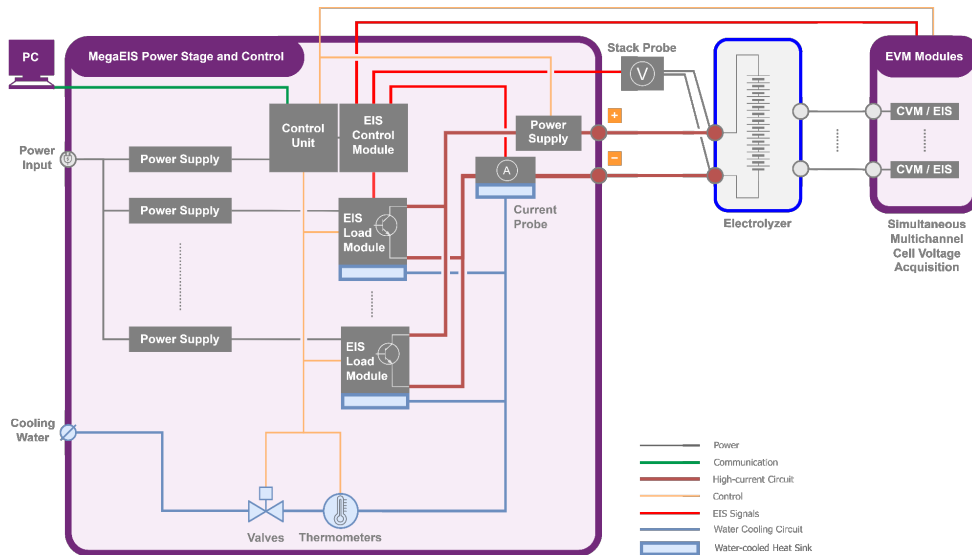 PC
MegaEIS Power Stage and Control
Stack Probe
V
EVM Modules
Control
Unit
EIS
Control
Module
+
Power
Supply
CVM / EIS
Power
Input
Power Supply
−
A
CVM / EIS
Power Supply
EIS
Load
Module
Current
Probe
Electrolyzer
Simultaneous
Multichannel
Cell Voltage
Acquisition
Power Supply
EIS
Load
Module
Cooling
Water
Valves
Thermometers
Power
Communication
High-current Circuit
Control
EIS Signals
Water Cooling Circuit
Water-cooled Heat Sink